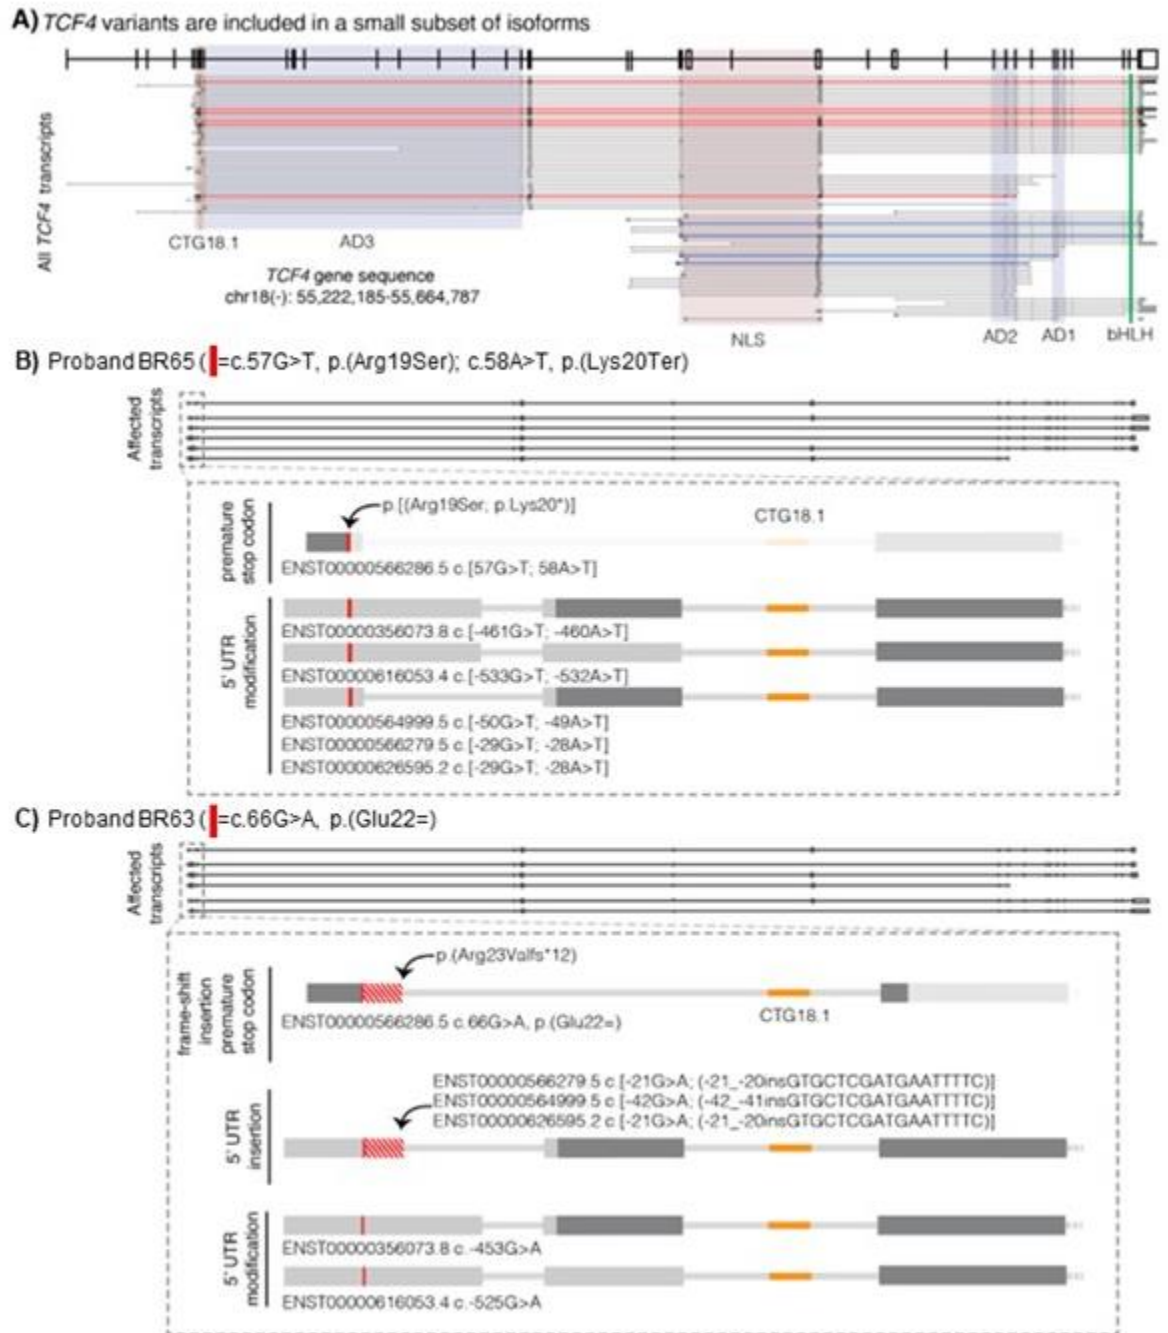 A) TCF4 variants are included in a small subset of isoforms
All TCF4 transcripts
CTG18.1
AD3
TCF4 gene sequence
chr18(-): 55,222,185-55,664,787
NLS
AD2
AD1
bHLH
B) Proband BR65 ( =c.57G>T, p.(Arg19Ser); c.58A>T, p.(Lys20Ter)
Affected
transcripts
premature
stop codon
p.[(Arg19Ser; p.Lys20*)]
CTG18.1
ENST00000566286.5 c.[57G>T; 58A>T]
5' UTR
modification
ENST00000356073.8 c.[-461G>T; -460A>T]
ENST00000616053.4 c.[-533G>T; -532A>T]
ENST00000564999.5 c.[-50G>T; -49A>T]
ENST00000566279.5 c.[-29G>T; -28A>T]
ENST00000626595.2 c.[-29G>T; -28A>T]
C) Proband BR63 ( =c.66G>A, p.(Glu22=)
Affected
transcripts
frame-shift
insertion
premature
stop codon
p.(Arg23Valfs*12)
CTG18.1
ENST00000566286.5 c.66G>A, p.(Glu22=)
5' UTR
insertion
ENST00000566279.5 c.[-21G>A; (-21_-20insGTGCTCGATGAATTTTC)]
ENST00000564999.5 c.[-42G>A; (-42_-41insGTGCTCGATGAATTTTC)]
ENST00000626595.2 c.[-21G>A; (-21_-20insGTGCTCGATGAATTTTC)]
5' UTR
modification
ENST00000356073.8 c.-453G>A
ENST00000616053.4 c.-525G>A